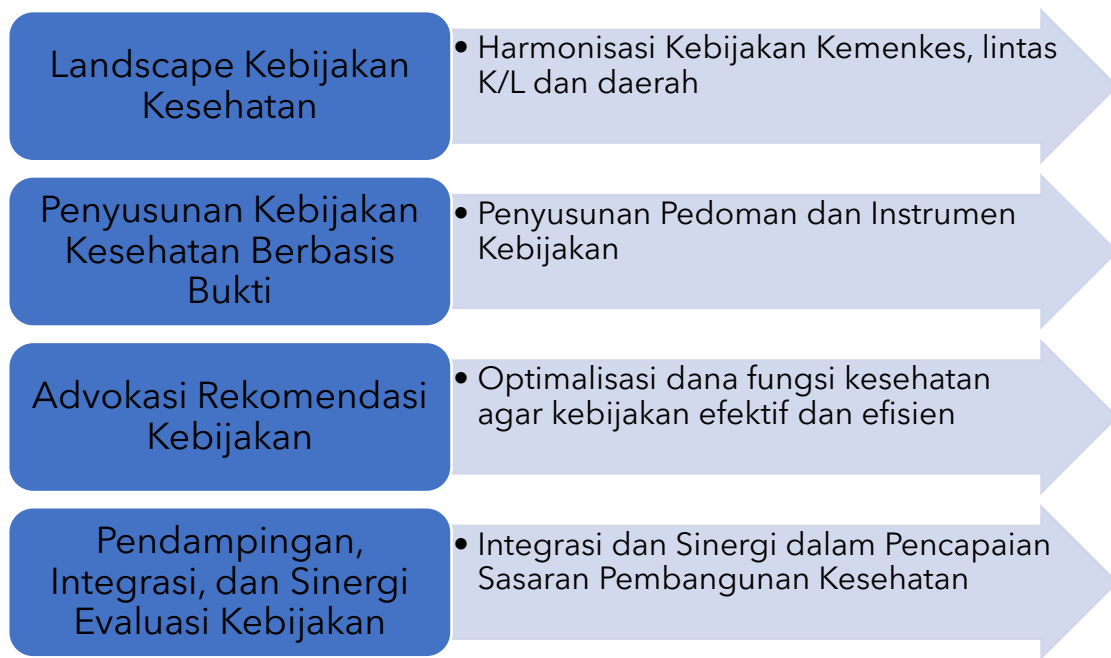 Landscape Kebijakan
Kesehatan
• Harmonisasi Kebijakan Kemenkes, lintas
K/L dan daerah
Penyusunan Kebijakan
Kesehatan Berbasis
Bukti
• Penyusunan Pedoman dan Instrumen
Kebijakan
Advokasi Rekomendasi
Kebijakan
• Optimalisasi dana fungsi kesehatan
agar kebijakan efektif dan efisien
Pendampingan,
Integrasi, dan Sinergi
Evaluasi Kebijakan
• Integrasi dan Sinergi dalam Pencapaian
Sasaran Pembangunan Kesehatan